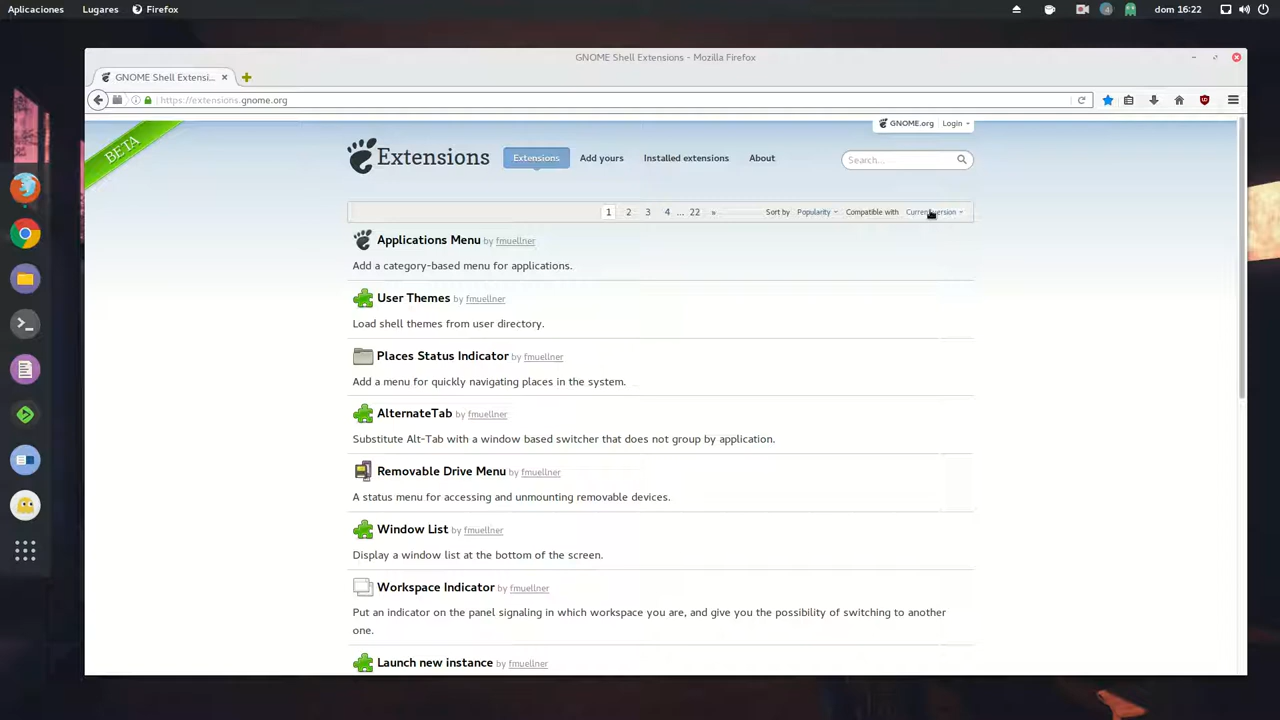 Aplicaciones Lugares Firefox dom 16:22
GNOME Shell Extensions - Mozilla Firefox
GNOME Shell Extensi...
https://extensions.gnome.org
BETA
GNOME.org Login
Extensions Extensions Add yours Installed extensions About Search...
1 2 3 4 ... 22 » Sort by Popularity Compatible with Current version
Applications Menu by fmuellner
Add a category-based menu for applications.
User Themes by fmuellner
Load shell themes from user directory.
Places Status Indicator by fmuellner
Add a menu for quickly navigating places in the system.
AlternateTab by fmuellner
Substitute Alt-Tab with a window based switcher that does not group by application.
Removable Drive Menu by fmuellner
A status menu for accessing and unmounting removable devices.
Window List by fmuellner
Display a window list at the bottom of the screen.
Workspace Indicator by fmuellner
Put an indicator on the panel signaling in which workspace you are, and give you the possibility of switching to another
one.
Launch new instance by fmuellner